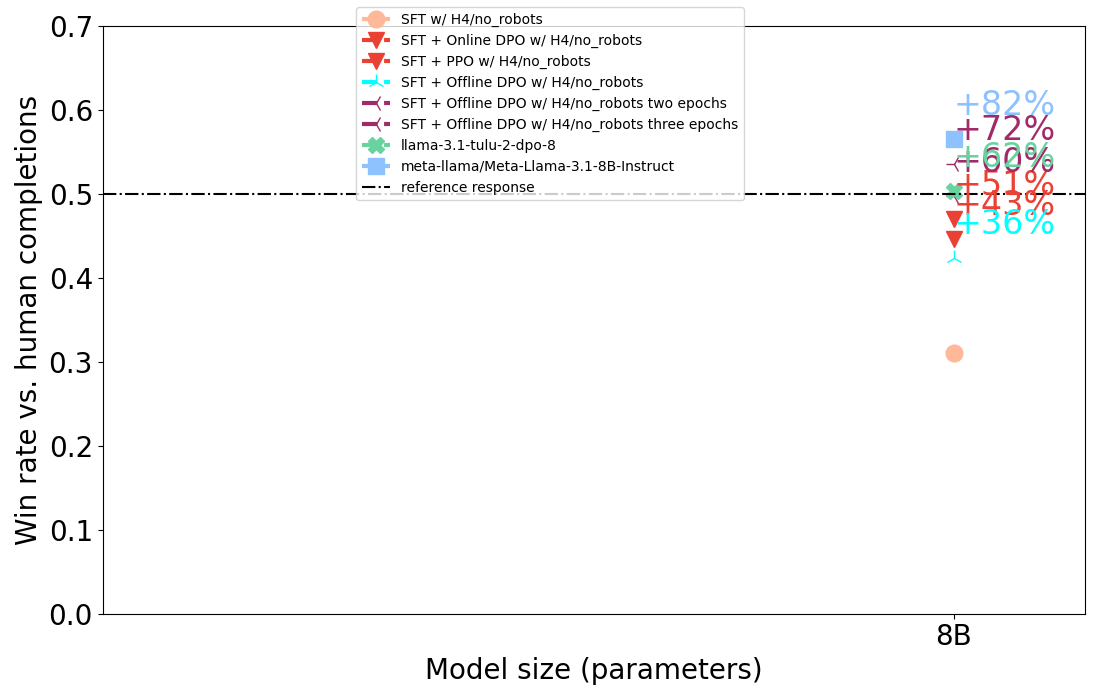 SFT w/ H4/no_robots
SFT + Online DPO w/ H4/no_robots
SFT + PPO w/ H4/no_robots
SFT + Offline DPO w/ H4/no_robots
SFT + Offline DPO w/ H4/no_robots two epochs
SFT + Offline DPO w/ H4/no_robots three epochs
llama-3.1-tulu-2-dpo-8
meta-llama/Meta-Llama-3.1-8B-Instruct
reference response
Win rate vs. human completions
0.7
0.6
0.5
0.4
0.3
0.2
0.1
0.0
+82%
+72%
+62%
+60%
+51%
+43%
+36%
8B
Model size (parameters)